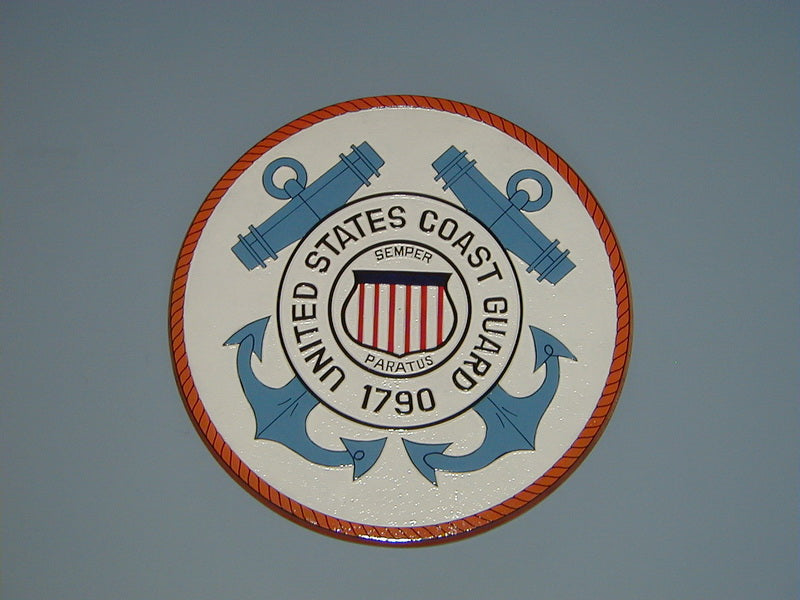 UNITED STATES COAST GUARD
1790
SEMPER
PARATUS